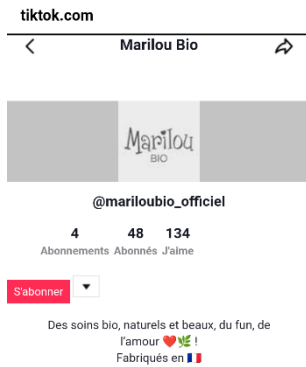 tiktok.com
Marilou Bio
Marilou
BIO
@mariloubio_officiel
4 48 134
Abonnements Abonnés J'aime
S'abonner
Des soins bio, naturels et beaux, du fun, de
l'amour ❤️🌿 !
Fabriqués en 🇫🇷